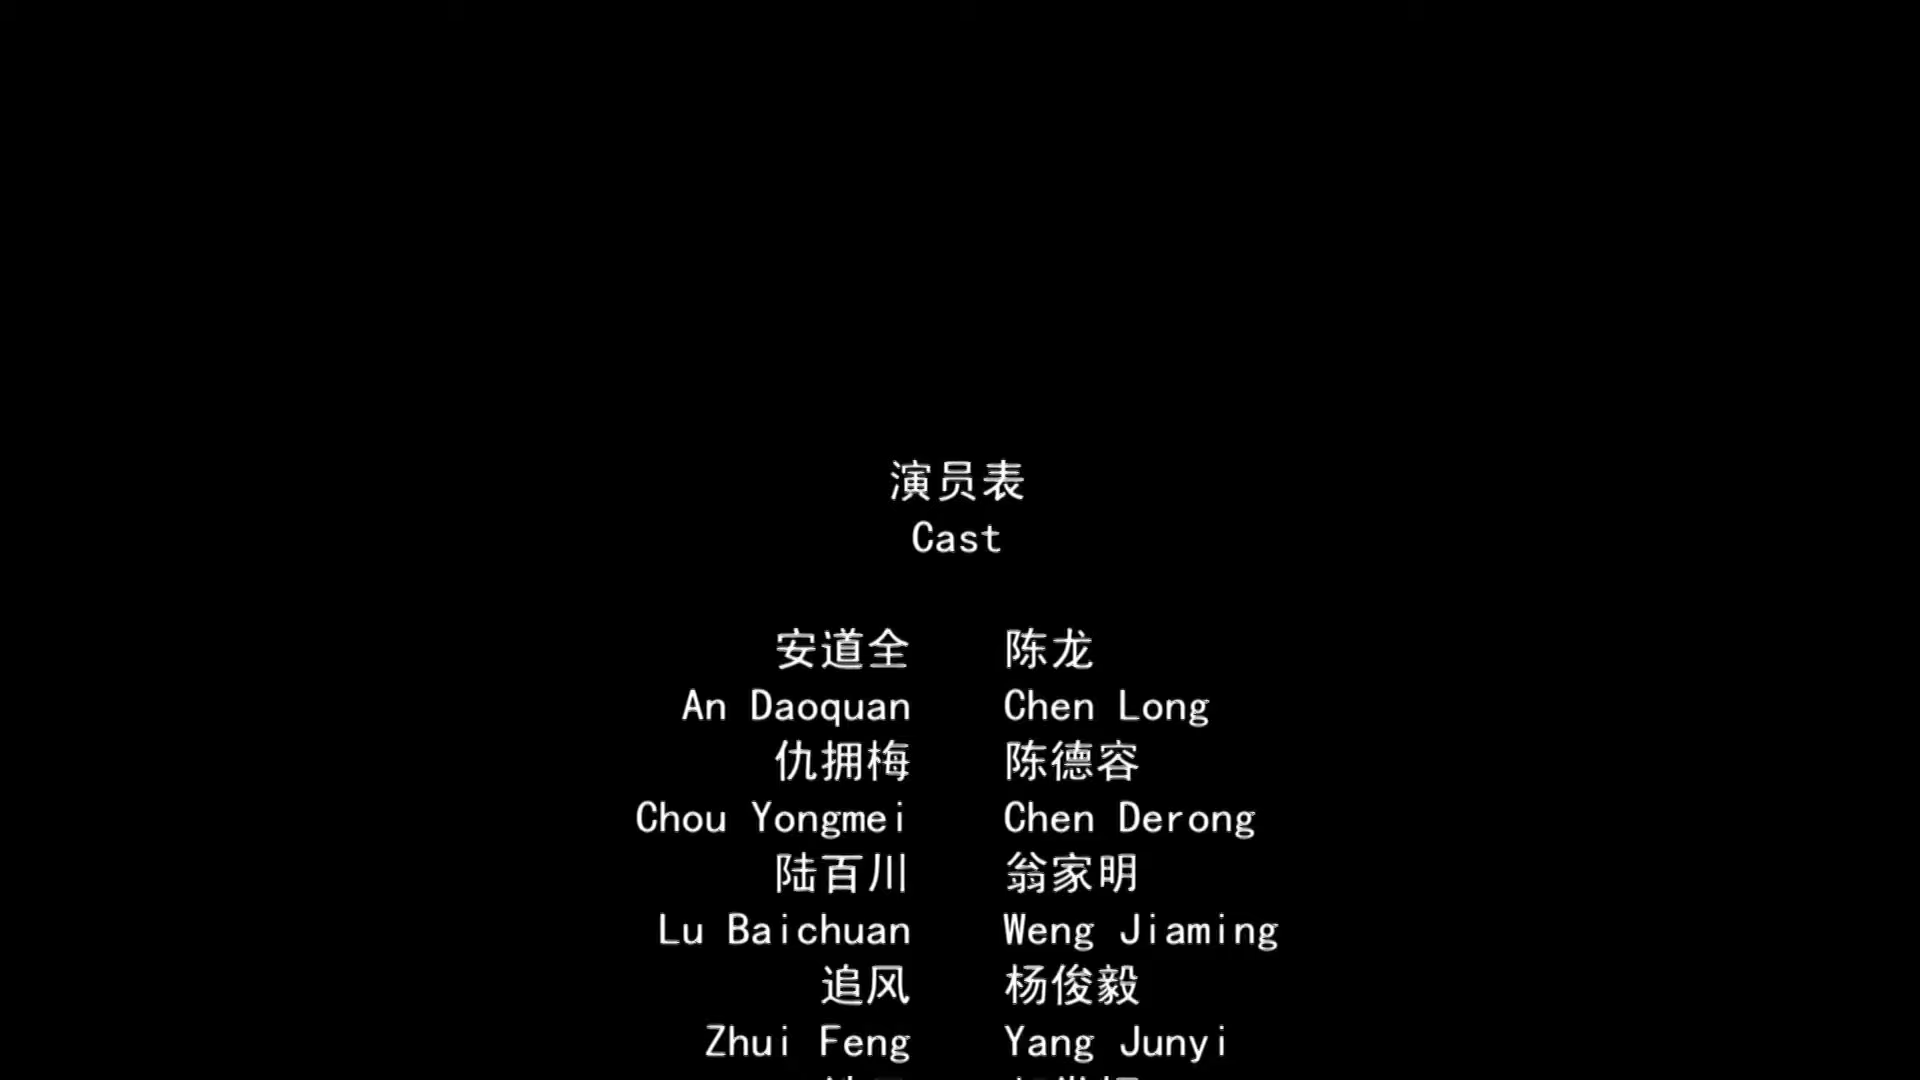 演员表
Cast
安道全 陈龙
An Daoquan Chen Long
仇拥梅 陈德容
Chou Yongmei Chen Derong
陆百川 翁家明
Lu Baichuan Weng Jiaming
追风 杨俊毅
Zhui Feng Yang Junyi